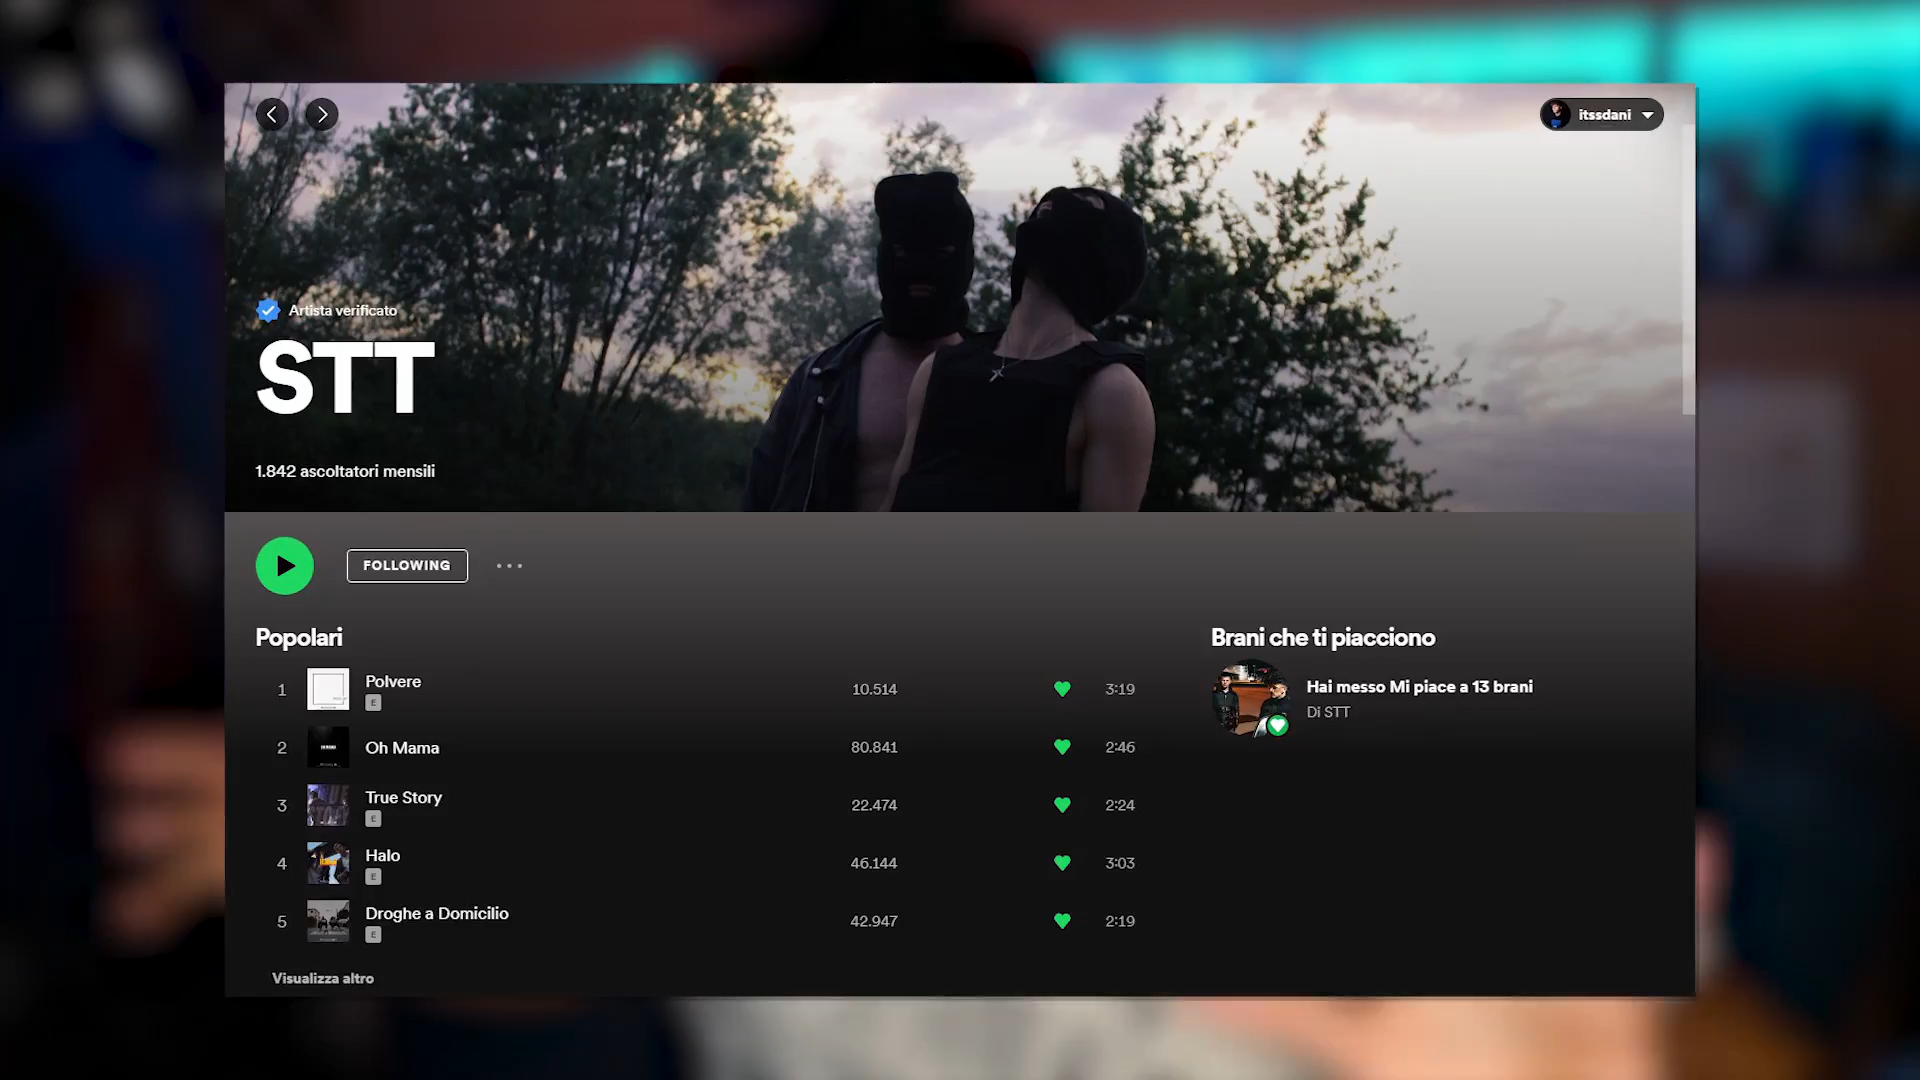 itssdani
Artista verificato
STT
1.842 ascoltatori mensili
FOLLOWING
Popolari
Brani che ti piacciono
1
Polvere
E
10.514
3:19
Hai messo Mi piace a 13 brani
Di STT
2
Oh Mama
80.841
2:46
3
True Story
E
22.474
2:24
4
Halo
E
46.144
3:03
5
Droghe a Domicilio
E
42.947
2:19
Visualizza altro